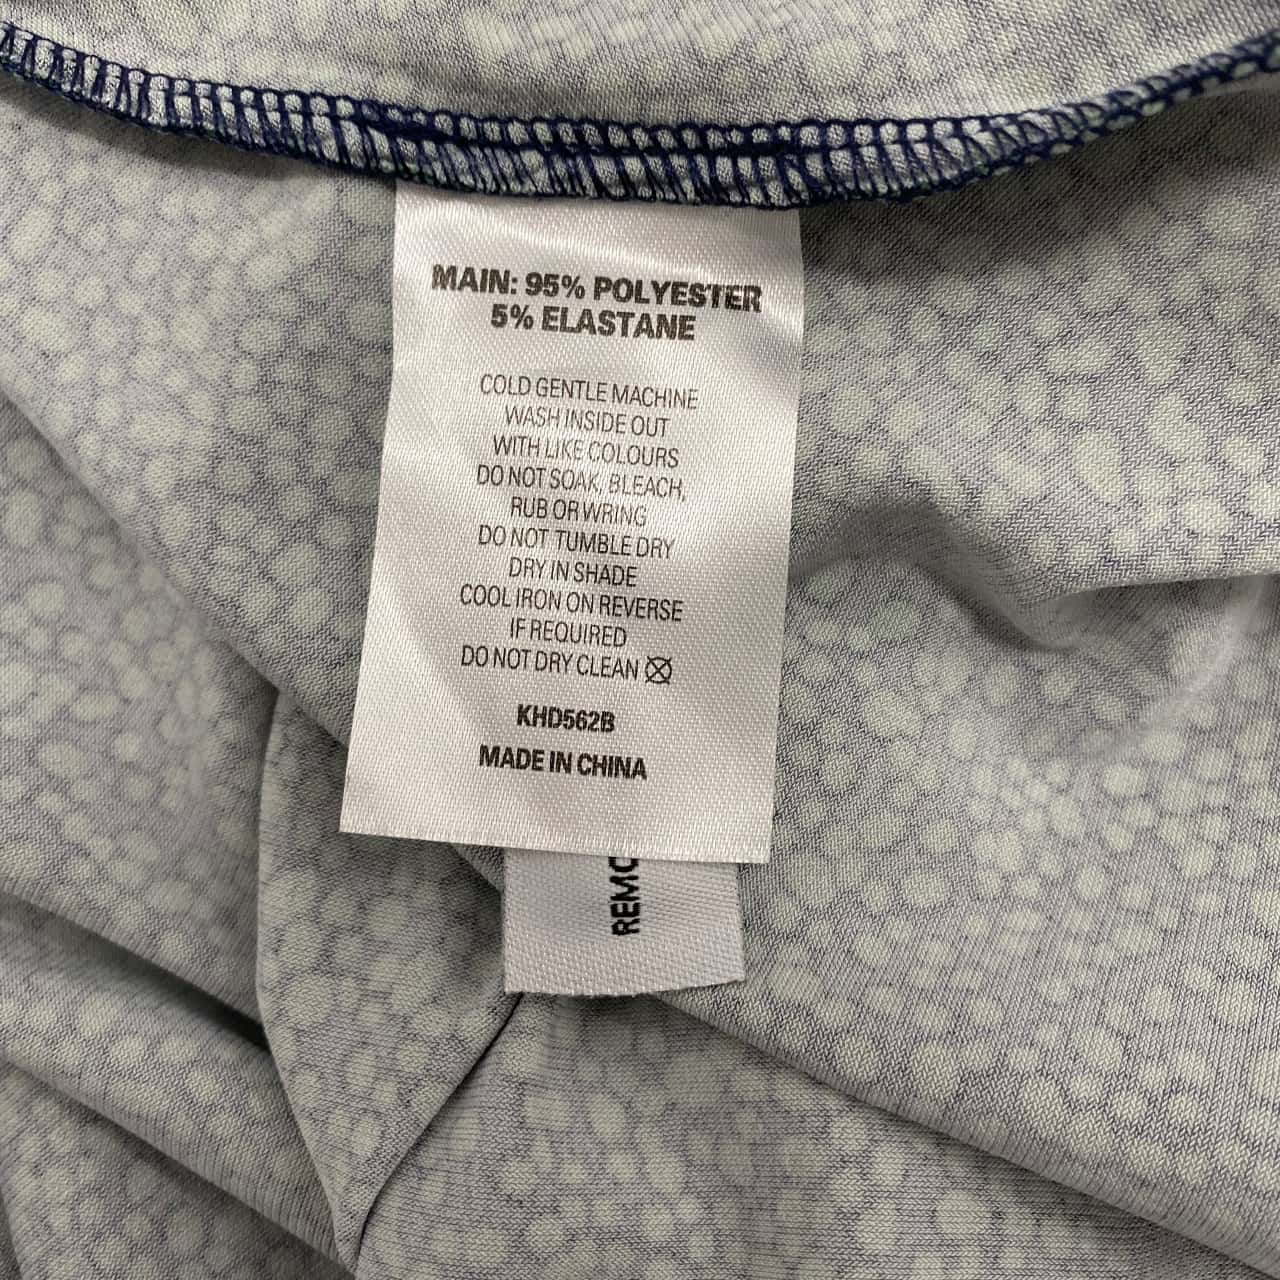 MAIN: 95% POLYESTER
5% ELASTANE
COLD GENTLE MACHINE
WASH INSIDE OUT
WITH LIKE COLOURS
DO NOT SOAK, BLEACH,
RUB OR WRING
DO NOT TUMBLE DRY
DRY IN SHADE
COOL IRON ON REVERSE
IF REQUIRED
DO NOT DRY CLEAN
KHD562B
MADE IN CHINA